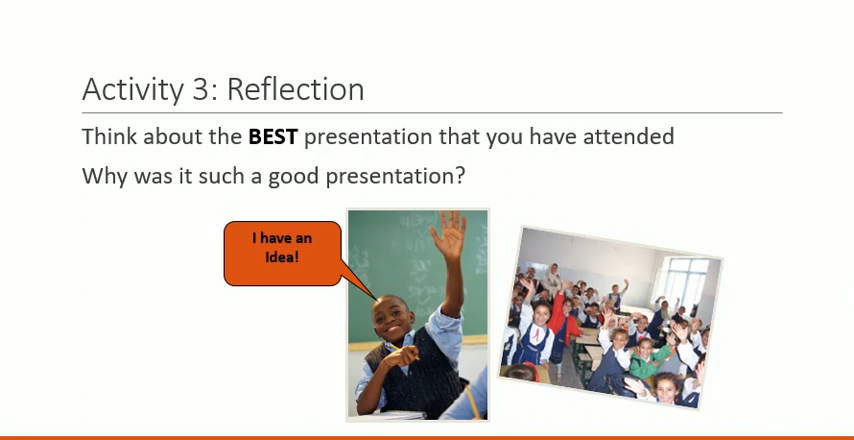 Activity 3: Reflection
Think about the BEST presentation that you have attended
Why was it such a good presentation?
I have an
Idea!